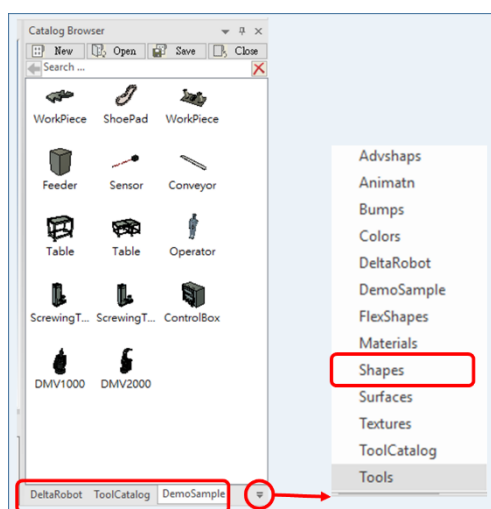 Catalog Browser
New Open Save Close
Search ...
WorkPiece ShoePad WorkPiece
Feeder Sensor Conveyor
Table Table Operator
ScrewingT... ScrewingT... ControlBox
DMV1000 DMV2000
DeltaRobot ToolCatalog DemoSample
Advshaps
Animatn
Bumps
Colors
DeltaRobot
DemoSample
FlexShapes
Materials
Shapes
Surfaces
Textures
ToolCatalog
Tools